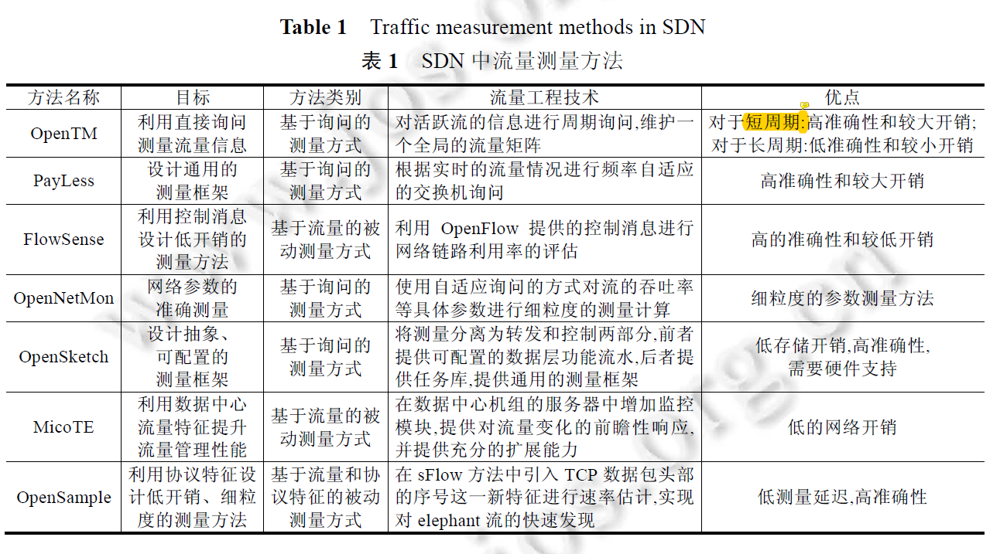 Table 1 Traffic measurement methods in SDN
表 1 SDN 中流量测量方法
方法名称 目标 方法类别 流量工程技术 优点
OpenTM
利用直接询问
测量流量信息
基于询问的
测量方式
对活跃流的信息进行周期询问,维护一
个全局的流量矩阵
对于短周期:高准确性和较大开销;
对于长周期:低准确性和较小开销
PayLess
设计通用的
测量框架
基于询问的
测量方式
根据实时的流量情况进行频率自适应
的交换机询问
高准确性和较大开销
FlowSense
利用控制消息
设计低开销的
测量方法
基于流量的被
动测量方式
利用 OpenFlow 提供的控制消息进行
网络链路利用率的评估
高的准确性和较低开销
OpenNetMon
网络参数的
准确测量
基于询问的
测量方式
使用自适应询问的方式对流的吞吐率
等具体参数进行细粒度的测量计算
细粒度的参数测量方法
OpenSketch
设计抽象、
可配置的
测量框架
基于询问的
测量方式
将测量分离为转发和控制两部分,前者
提供可配置的数据层功能流水,后者提
供任务库,提供通用的测量框架
低存储开销,高准确性,
需要硬件支持
MicoTE
利用数据中心
流量特征提升
流量管理性能
基于流量的被
动测量方式
在数据中心机组的服务器中增加监控
模块,提供对流量变化的前瞻性响应,
并提供充分的扩展能力
低的网络开销
OpenSample
利用协议特征设
计低开销、细粒
度的测量方法
基于流量和协
议特征的被动
测量方式
在 sFlow 方法中引入 TCP 数据包头部
的序号这一新特征进行速率估计,实现
对 elephant 流的快速发现
低测量延迟,高准确性
www.jos.org.cn